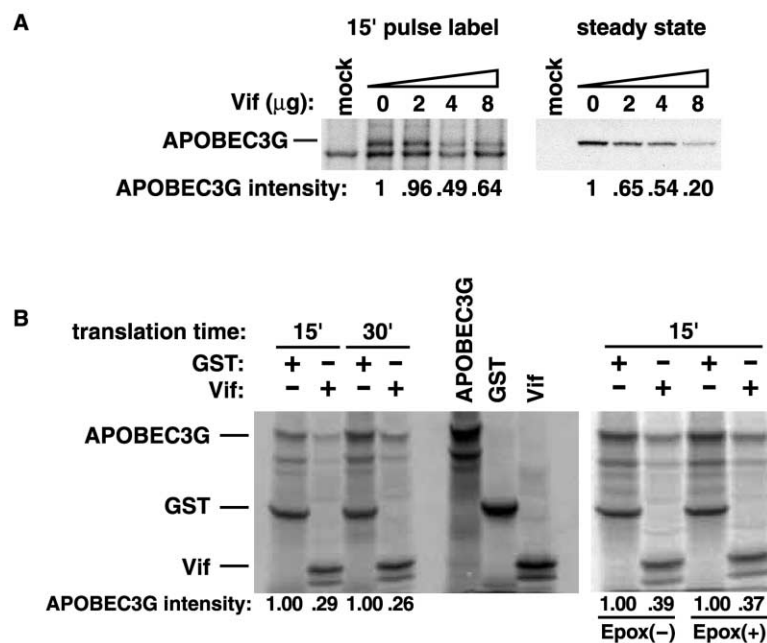 A
15' pulse label steady state
mock mock
Vif (μg): 0 2 4 8 0 2 4 8
APOBEC3G
APOBEC3G intensity: 1 .96 .49 .64 1 .65 .54 .20
B
translation time: 15' 30' APOBEC3G GST Vif 15'
GST: + − + − + − + −
Vif: − + − + − + − +
APOBEC3G
GST
Vif
APOBEC3G intensity: 1.00 .29 1.00 .26 1.00 .39 1.00 .37
Epox(−) Epox(+)